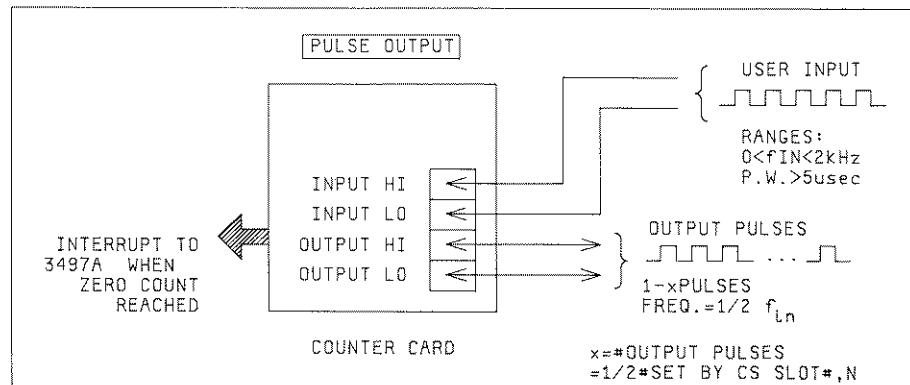 PULSE OUTPUT
USER INPUT
RANGES:
0<fIN<2kHz
P.W.>5usec
INPUT HI
INPUT LO
OUTPUT HI
OUTPUT LO
INTERRUPT TO
3497A WHEN
ZERO COUNT
REACHED
OUTPUT PULSES
...
1-xPULSES
FREQ.=1/2 fin
COUNTER CARD
x=#OUTPUT PULSES
=1/2#SET BY CS SLOT#,N